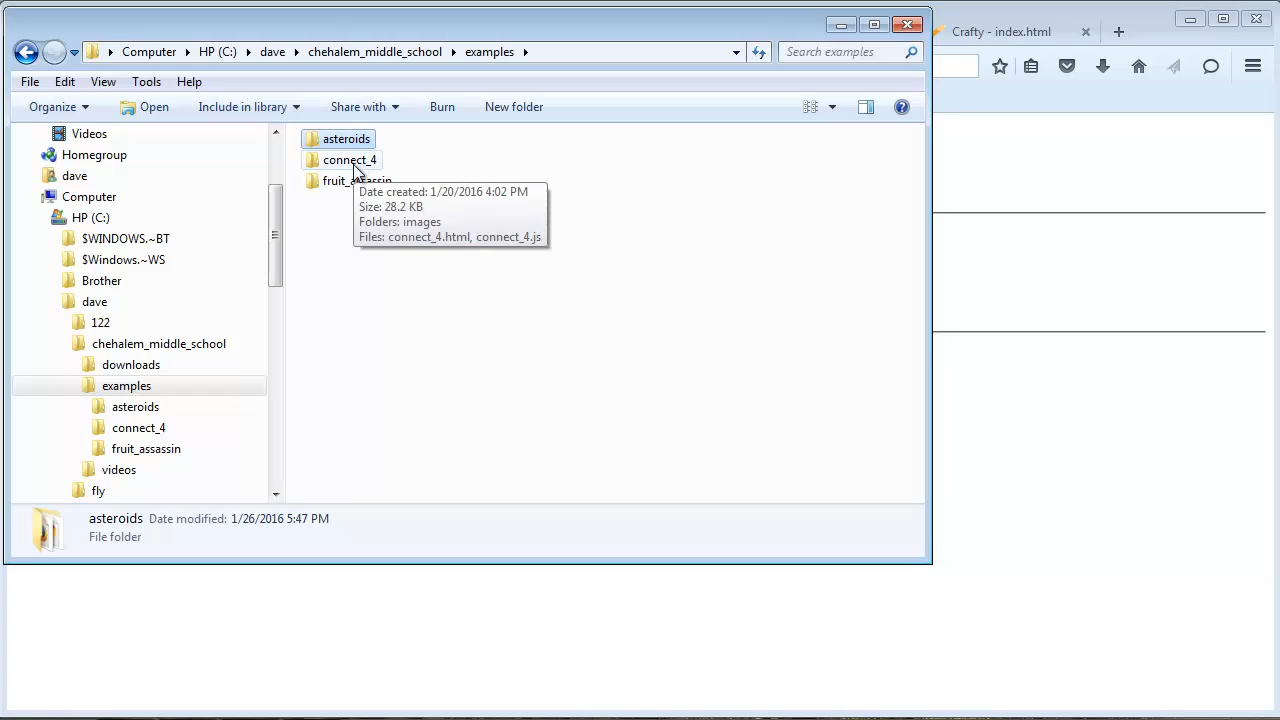 Crafty - index.html
Computer HP (C:) dave chehalem_middle_school examples
Search examples
File Edit View Tools Help
Organize Open Include in library Share with Burn New folder
Videos
Homegroup
dave
Computer
HP (C:)
$WINDOWS.~BT
$Windows.~WS
Brother
dave
122
chehalem_middle_school
downloads
examples
asteroids
connect_4
fruit_assassin
videos
fly
asteroids
connect_4
fruit_assassin
Date created: 1/20/2016 4:02 PM
Size: 28.2 KB
Folders: images
Files: connect_4.html, connect_4.js
asteroids Date modified: 1/26/2016 5:47 PM
File folder